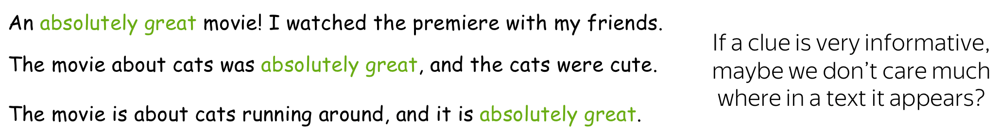 An absolutely great movie! I watched the premiere with my friends.
The movie about cats was absolutely great, and the cats were cute.
The movie is about cats running around, and it is absolutely great.
If a clue is very informative,
maybe we don’t care much
where in a text it appears?